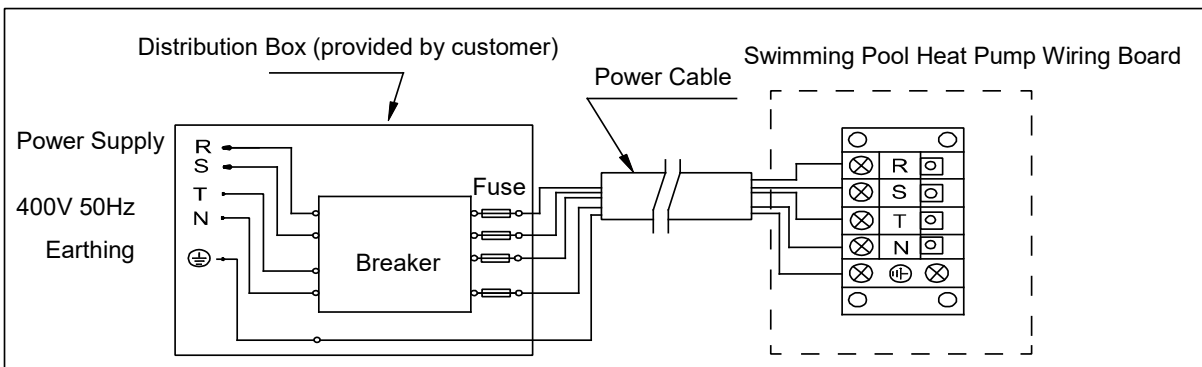 Distribution Box (provided by customer)
Swimming Pool Heat Pump Wiring Board
Power Cable
Power Supply
R
S
T
N
400V 50Hz
Earthing
Fuse
Breaker
R
S
T
N